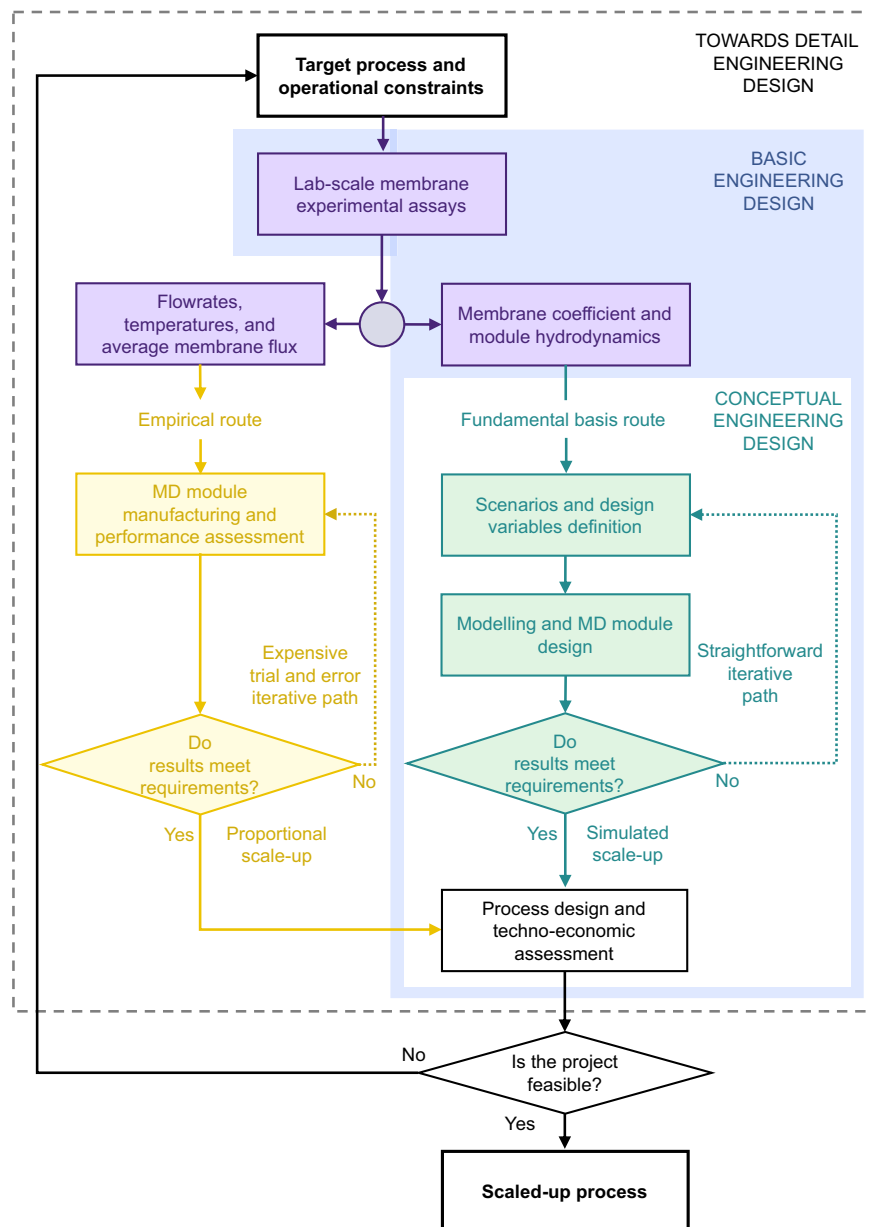 Target process and
operational constraints
TOWARDS DETAIL
ENGINEERING
DESIGN
BASIC
ENGINEERING
DESIGN
Lab-scale membrane
experimental assays
Flowrates,
temperatures, and
average membrane flux
Membrane coefficient and
module hydrodynamics
CONCEPTUAL
ENGINEERING
DESIGN
Empirical route
Fundamental basis route
MD module
manufacturing and
performance assessment
Scenarios and design
variables definition
Modelling and MD module
design
Expensive
trial and error
iterative path
Straightforward
iterative
path
Do
results meet
requirements?
No
Do
results meet
requirements?
No
Yes
Proportional
scale-up
Yes
Simulated
scale-up
Process design and
techno-economic
assessment
No
Is the project
feasible?
Yes
Scaled-up process